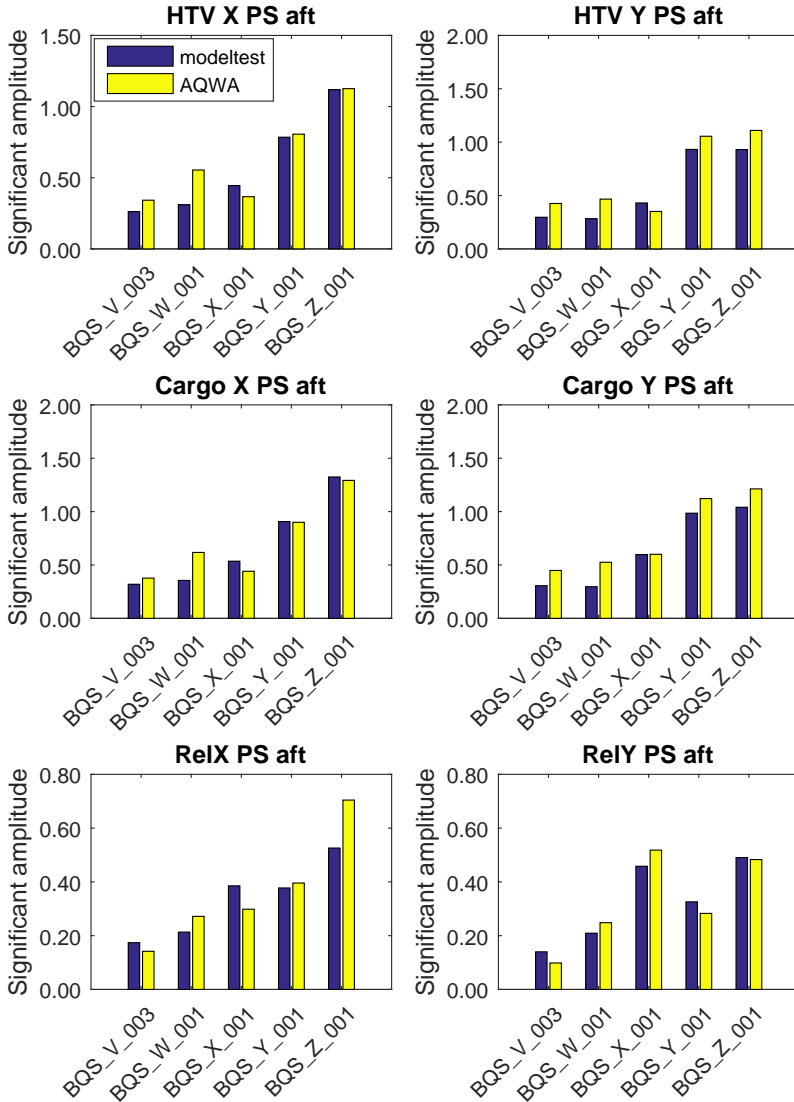 HTV X PS aft
1.50
1.00
0.50
0.00
Significant amplitude
modeltest
AQWA
BQS_V_003
BQS_W_001
BQS_X_001
BQS_Y_001
BQS_Z_001
HTV Y PS aft
2.00
1.50
1.00
0.50
0.00
Significant amplitude
BQS_V_003
BQS_W_001
BQS_X_001
BQS_Y_001
BQS_Z_001
Cargo X PS aft
2.00
1.50
1.00
0.50
0.00
Significant amplitude
BQS_V_003
BQS_W_001
BQS_X_001
BQS_Y_001
BQS_Z_001
Cargo Y PS aft
2.00
1.50
1.00
0.50
0.00
Significant amplitude
BQS_V_003
BQS_W_001
BQS_X_001
BQS_Y_001
BQS_Z_001
RelX PS aft
0.80
0.60
0.40
0.20
0.00
Significant amplitude
BQS_V_003
BQS_W_001
BQS_X_001
BQS_Y_001
BQS_Z_001
RelY PS aft
0.80
0.60
0.40
0.20
0.00
Significant amplitude
BQS_V_003
BQS_W_001
BQS_X_001
BQS_Y_001
BQS_Z_001